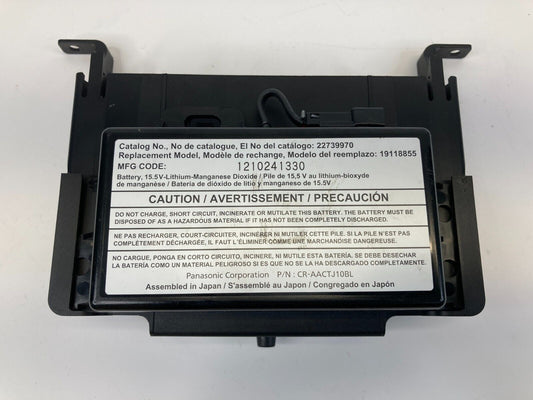 Catalog No., No de catalogue, El No del catálogo: 22739970
Replacement Model, Modèle de rechange, Modelo del reemplazo: 19118855
MFG CODE: 1210241330
Battery, 15.5V-Lithium-Manganese Dioxide / Pile de 15,5 V au lithium-bioxyde
de manganèse / Bateria de dióxido de litio y manganeso de 15.5V
CAUTION / AVERTISSEMENT / PRECAUCIÓN
DO NOT CHARGE, SHORT CIRCUIT, INCINERATE OR MUTILATE THIS BATTERY. THE BATTERY MUST BE
DISPOSED OF AS A HAZARDOUS MATERIAL IF IT HAS NOT BEEN COMPLETELY DISCHARGED.
NE PAS RECHARGER, COURT-CIRCUITER, INCINÉRER NI MUTILER CETTE PILE. SI LA PILE N'EST PAS
COMPLÉTEMENT DÉCHARGÉE, IL FAUT L'ÉLIMINER COMME UNE MARCHANDISE DANGEREUSE.
NO CARGUE, PONGA EN CORTO CIRCUITO, INCINERE, NI MUTILE ESTA BATERÍA. SE DEBE DESECHAR
LA BATERÍA COMO UN MATERIAL PELIGROSO SI ES QUE NO SE LA HA DESCARGADO COMPLETAMENTE.
Panasonic Corporation P/N : CR-AACTJ10BL
Assembled in Japan / S'assemblé au Japon / Congregado en Japón